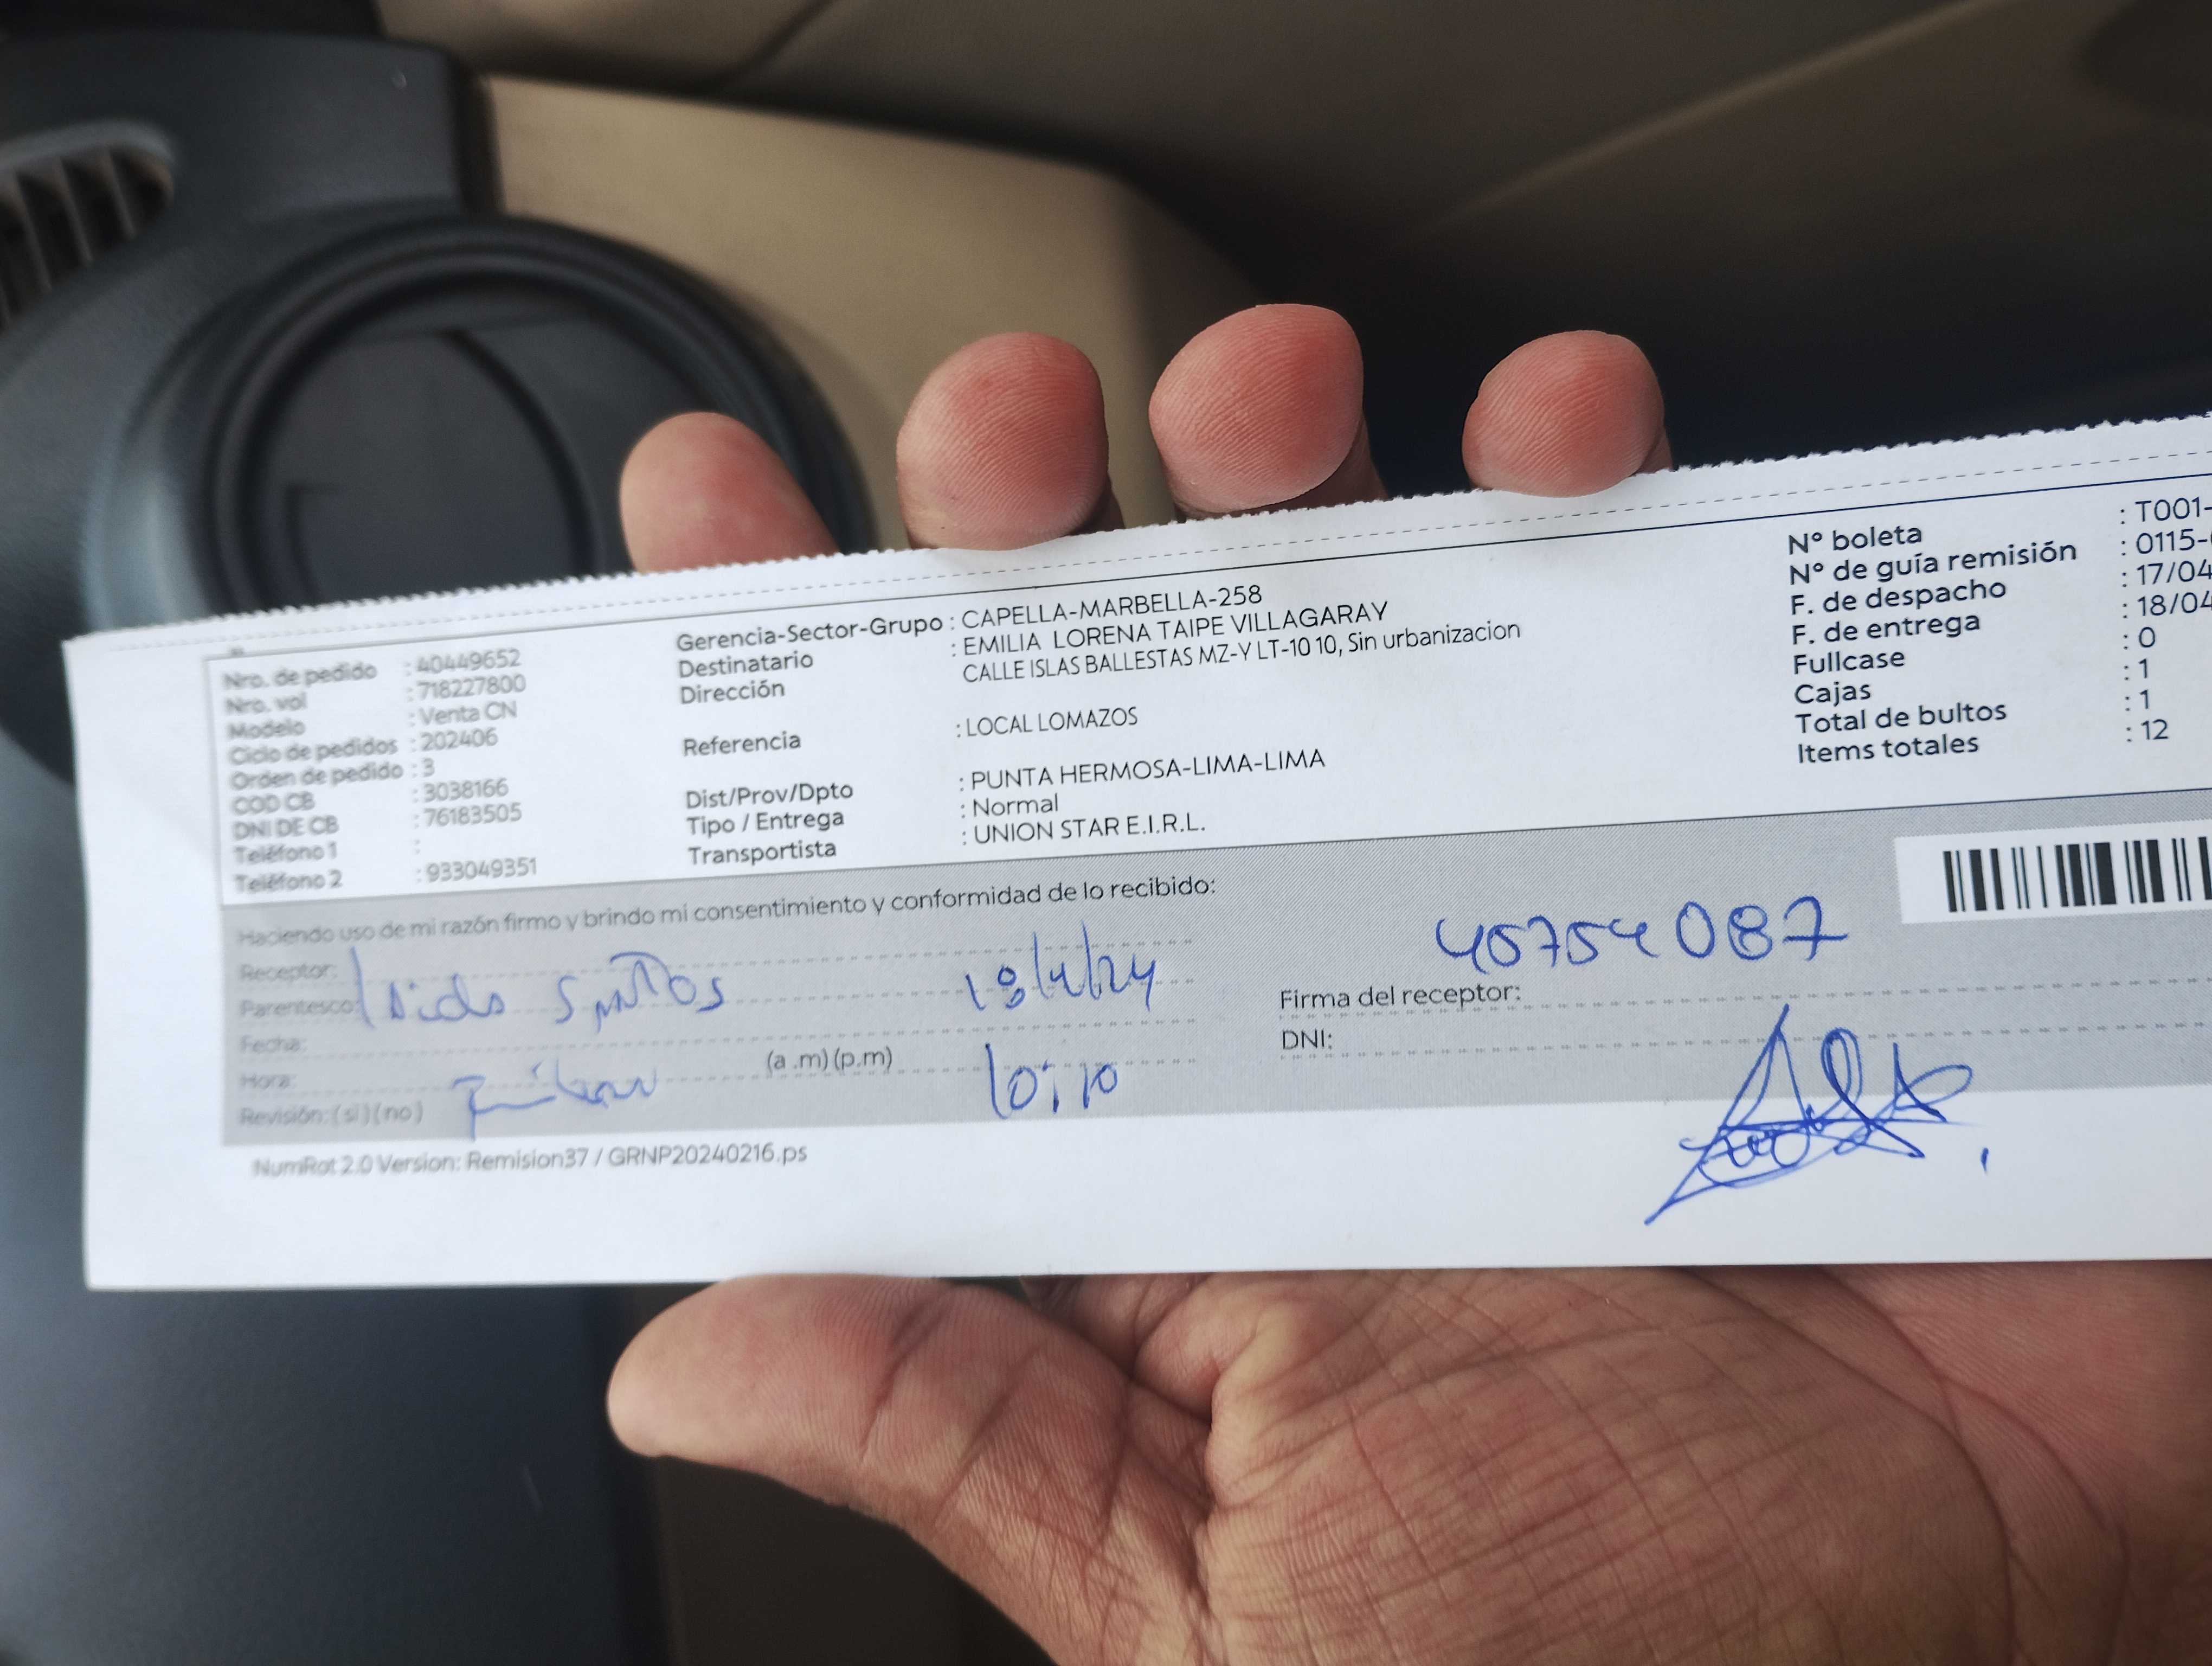 Nro. de pedido : 40449652
Nro. vol : 718227800
Modelo : Venta CN
Ciclo de pedidos : 202406
Orden de pedido : 3
COD CB : 3038166
DNI DE CB : 76183505
Teléfono 1 :
Teléfono 2 : 933049351
Gerencia-Sector-Grupo : CAPELLA-MARBELLA-258
Destinatario : EMILIA LORENA TAIPE VILLAGARAY
Dirección CALLE ISLAS BALLESTAS MZ-Y LT-10 10, Sin urbanizacion
Referencia : LOCAL LOMAZOS
Dist/Prov/Dpto : PUNTA HERMOSA-LIMA-LIMA
Tipo / Entrega : Normal
Transportista : UNION STAR E.I.R.L.
N° boleta : T001-
N° de guía remisión : 0115-
F. de despacho : 17/04
F. de entrega : 18/04
Fullcase : 0
Cajas : 1
Total de bultos : 1
Items totales : 12
Haciendo uso de mi razón firmo y brindo mi consentimiento y conformidad de lo recibido:
Receptor:
Parentesco: 18/4/24
Fecha:
Hora: (a .m) (p.m) 10:10
Revisión: (si) (no)
45754087
Firma del receptor:
DNI:
NumRot 2.0 Version: Remision37 / GRNP20240216.ps